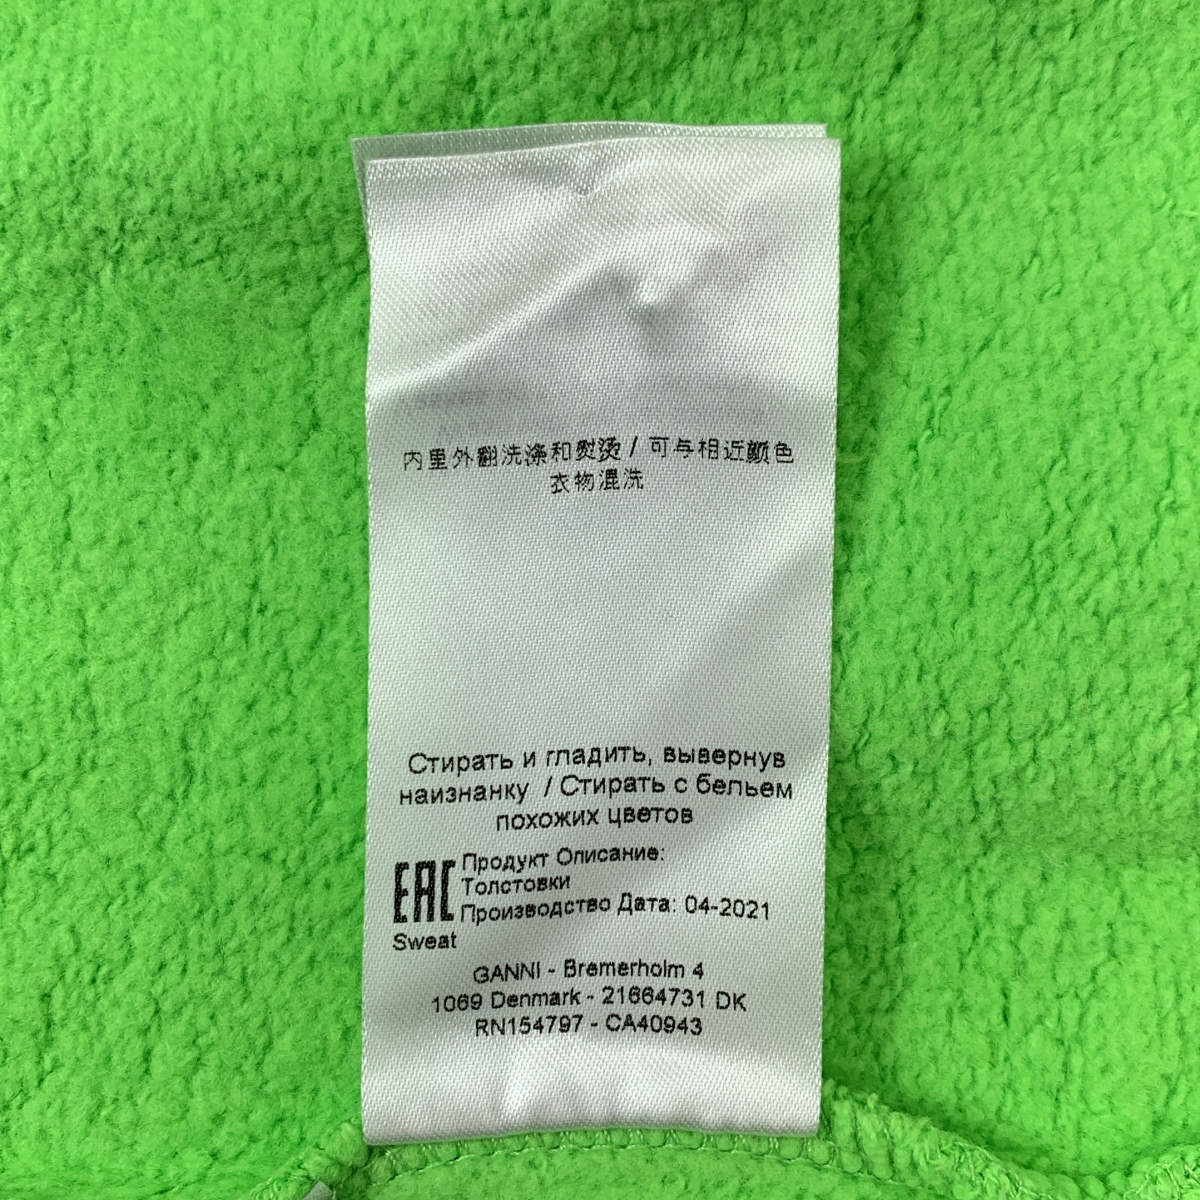 内里外翻洗涤和熨烫 / 可与相近颜色
衣物混洗
Стирать и гладить, вывернув
наизнанку / Стирать с бельем
похожих цветов
EAC Продукт Описание:
Толстовки
Производство Дата: 04-2021
Sweat
GANNI - Bremerholm 4
1069 Denmark - 21664731 DK
RN154797 - CA40943